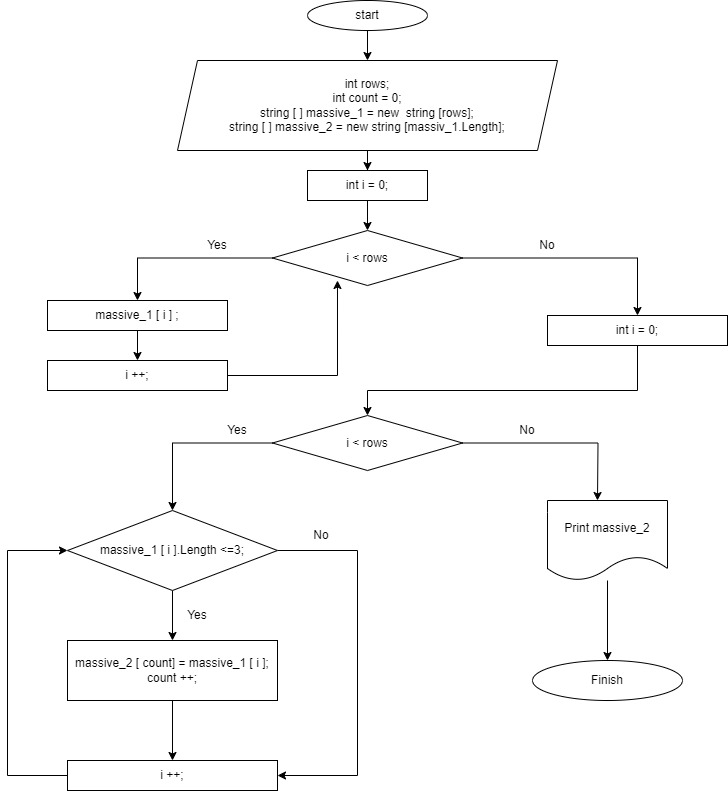 start
int rows;
int count = 0;
string [ ] massive_1 = new  string [rows];
string [ ] massive_2 = new string [massiv_1.Length];
int i = 0;
Yes
i < rows
No
massive_1 [ i ] ;
int i = 0;
i ++;
Yes
i < rows
No
Print massive_2
massive_1 [ i ].Length <=3;
No
Yes
massive_2 [ count] = massive_1 [ i ];
count ++;
Finish
i ++;